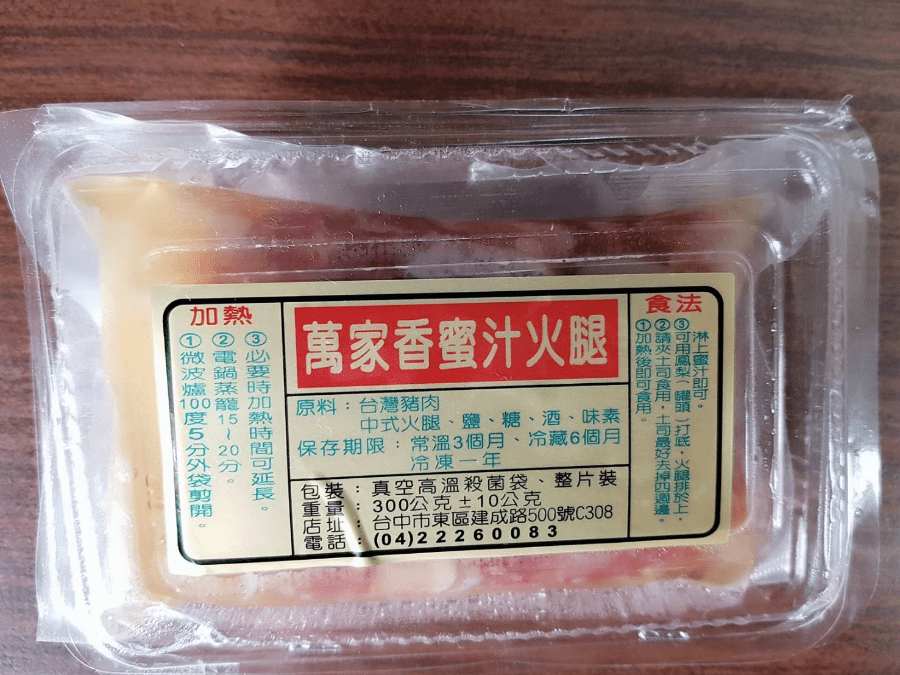 加熱
①微波爐100度5分外袋剪開。
②電鍋蒸籠15~20分。
③必要時加熱時間可延長。
萬家香蜜汁火腿
原料：台灣豬肉
中式火腿、鹽、糖、酒、味素
保存期限：常溫3個月、冷藏6個月
冷凍一年
包裝：真空高溫殺菌袋、整片裝
重量：300公克±10公克
店址：台中市東區建成路500號C308
電話：(04)22260083
食法
①加熱後即可食用。
②請夾土司食用，土司最好去掉四週邊。
③可用鳳梨(罐頭)打底，火腿排於上，
淋上蜜汁即可。